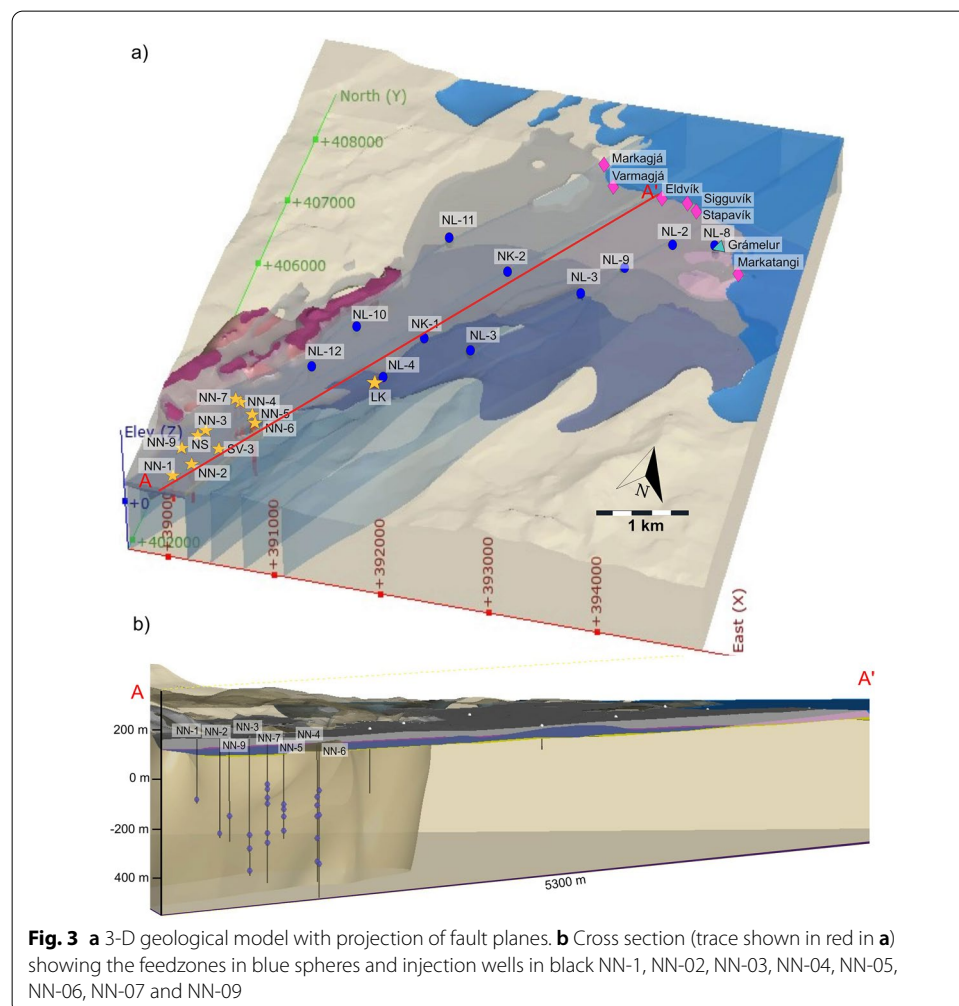 a)
North (Y)
+408000
+407000
+406000
Markagjá
Varmagjá
A'
Eldvík
Sigguvík
Stapavík
NL-11
NL-2
NL-8
Grámelur
NK-2
NL-9
Markatangi
NL-3
NL-10
NK-1
NL-3
NL-12
NL-4
LK
NN-7
NN-4
NN-5
NN-3
NN-6
Elev (Z)
NN-9
NS
SV-3
NN-1
NN-2
A
+0
+402000
+39000
+391000
+392000
+393000
+394000
East (X)
N
1 km
b)
A
A'
200 m
0 m
-200 m
400 m
NN-1
NN-2
NN-3
NN-4
NN-9
NN-7
NN-5
NN-6
5300 m
Fig. 3 a 3-D geological model with projection of fault planes. b Cross section (trace shown in red in a)
showing the feedzones in blue spheres and injection wells in black NN-1, NN-02, NN-03, NN-04, NN-05,
NN-06, NN-07 and NN-09